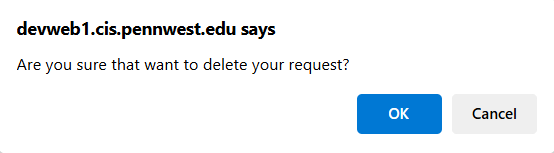 devweb1.cis.pennwest.edu says
Are you sure that want to delete your request?
OK Cancel